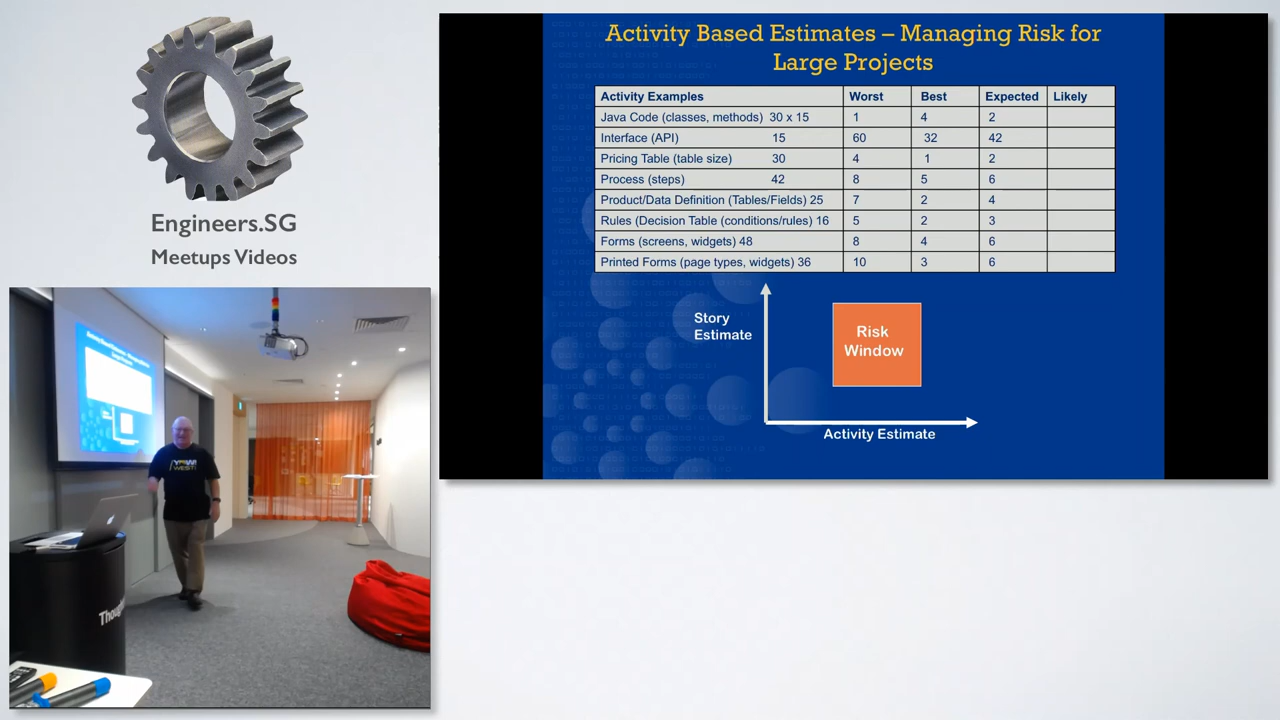 Engineers.SG
Meetups Videos
Activity Based Estimates – Managing Risk for
Large Projects
Activity Examples Worst Best Expected Likely
Java Code (classes, methods) 30 x 15 1 4 2
Interface (API) 15 60 32 42
Pricing Table (table size) 30 4 1 2
Process (steps) 42 8 5 6
Product/Data Definition (Tables/Fields) 25 7 2 4
Rules (Decision Table (conditions/rules) 16 5 2 3
Forms (screens, widgets) 48 8 4 6
Printed Forms (page types, widgets) 36 10 3 6
Story
Estimate
Risk
Window
Activity Estimate
WEST